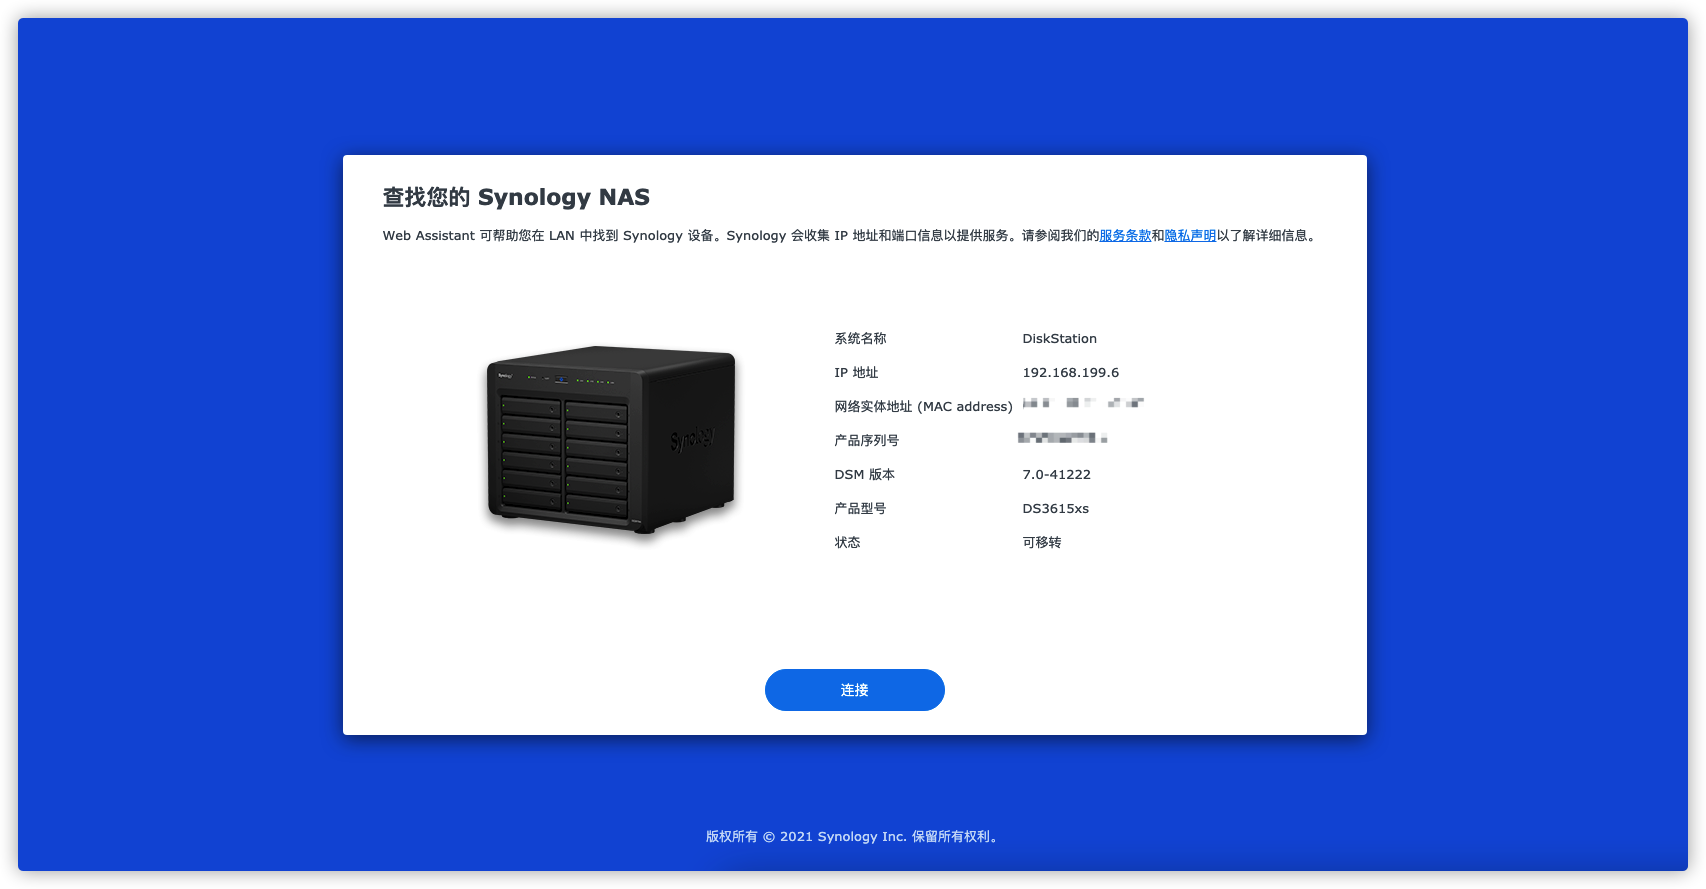 查找您的 Synology NAS
Web Assistant 可帮助您在 LAN 中找到 Synology 设备。Synology 会收集 IP 地址和端口信息以提供服务。请参阅我们的服务条款和隐私声明以了解详细信息。
Synology
Synology
系统名称 DiskStation
IP 地址 192.168.199.6
网络实体地址 (MAC address)
产品序列号
DSM 版本 7.0-41222
产品型号 DS3615xs
状态 可移转
连接
版权所有 © 2021 Synology Inc. 保留所有权利。